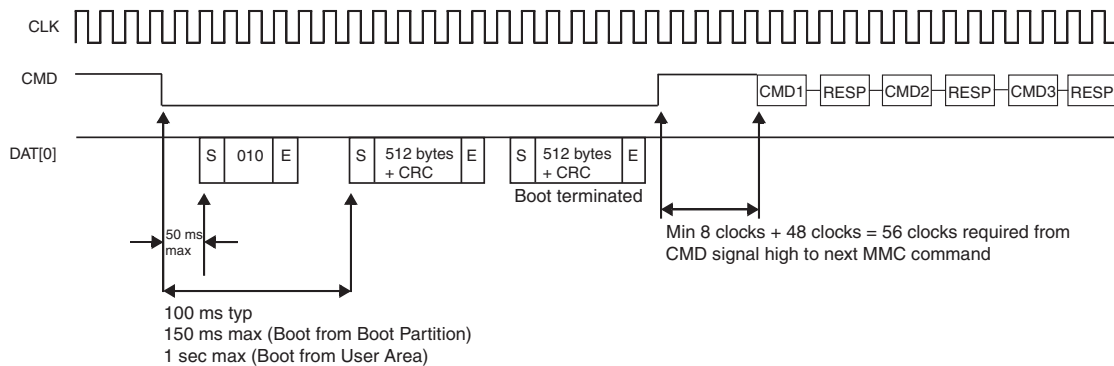 CLK
CMD
CMD1
RESP
CMD2
RESP
CMD3
RESP
DAT[0]
S
010
E
S
512 bytes
+ CRC
E
S
512 bytes
+ CRC
E
Boot terminated
50 ms
max
Min 8 clocks + 48 clocks = 56 clocks required from
CMD signal high to next MMC command
100 ms typ
150 ms max (Boot from Boot Partition)
1 sec max (Boot from User Area)